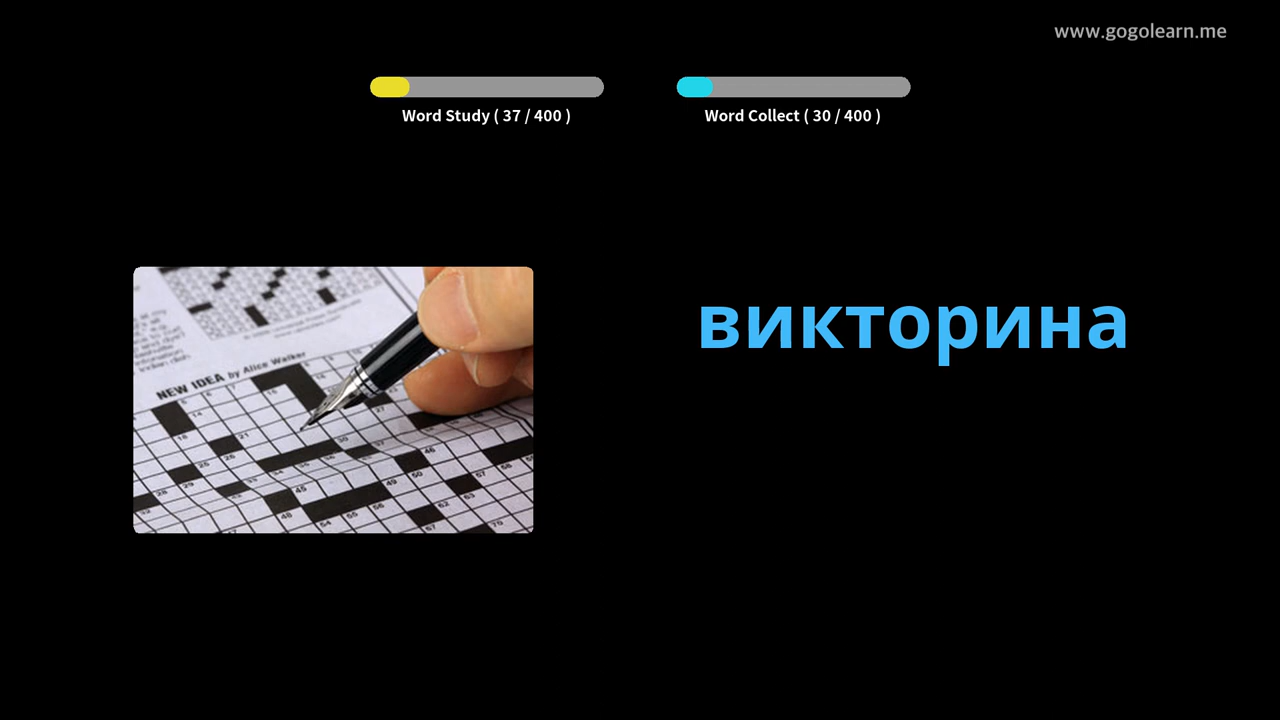 www.gogolearn.me
Word Study ( 37 / 400 )
Word Collect ( 30 / 400 )
викторина
NEW IDEA by Alice Walker